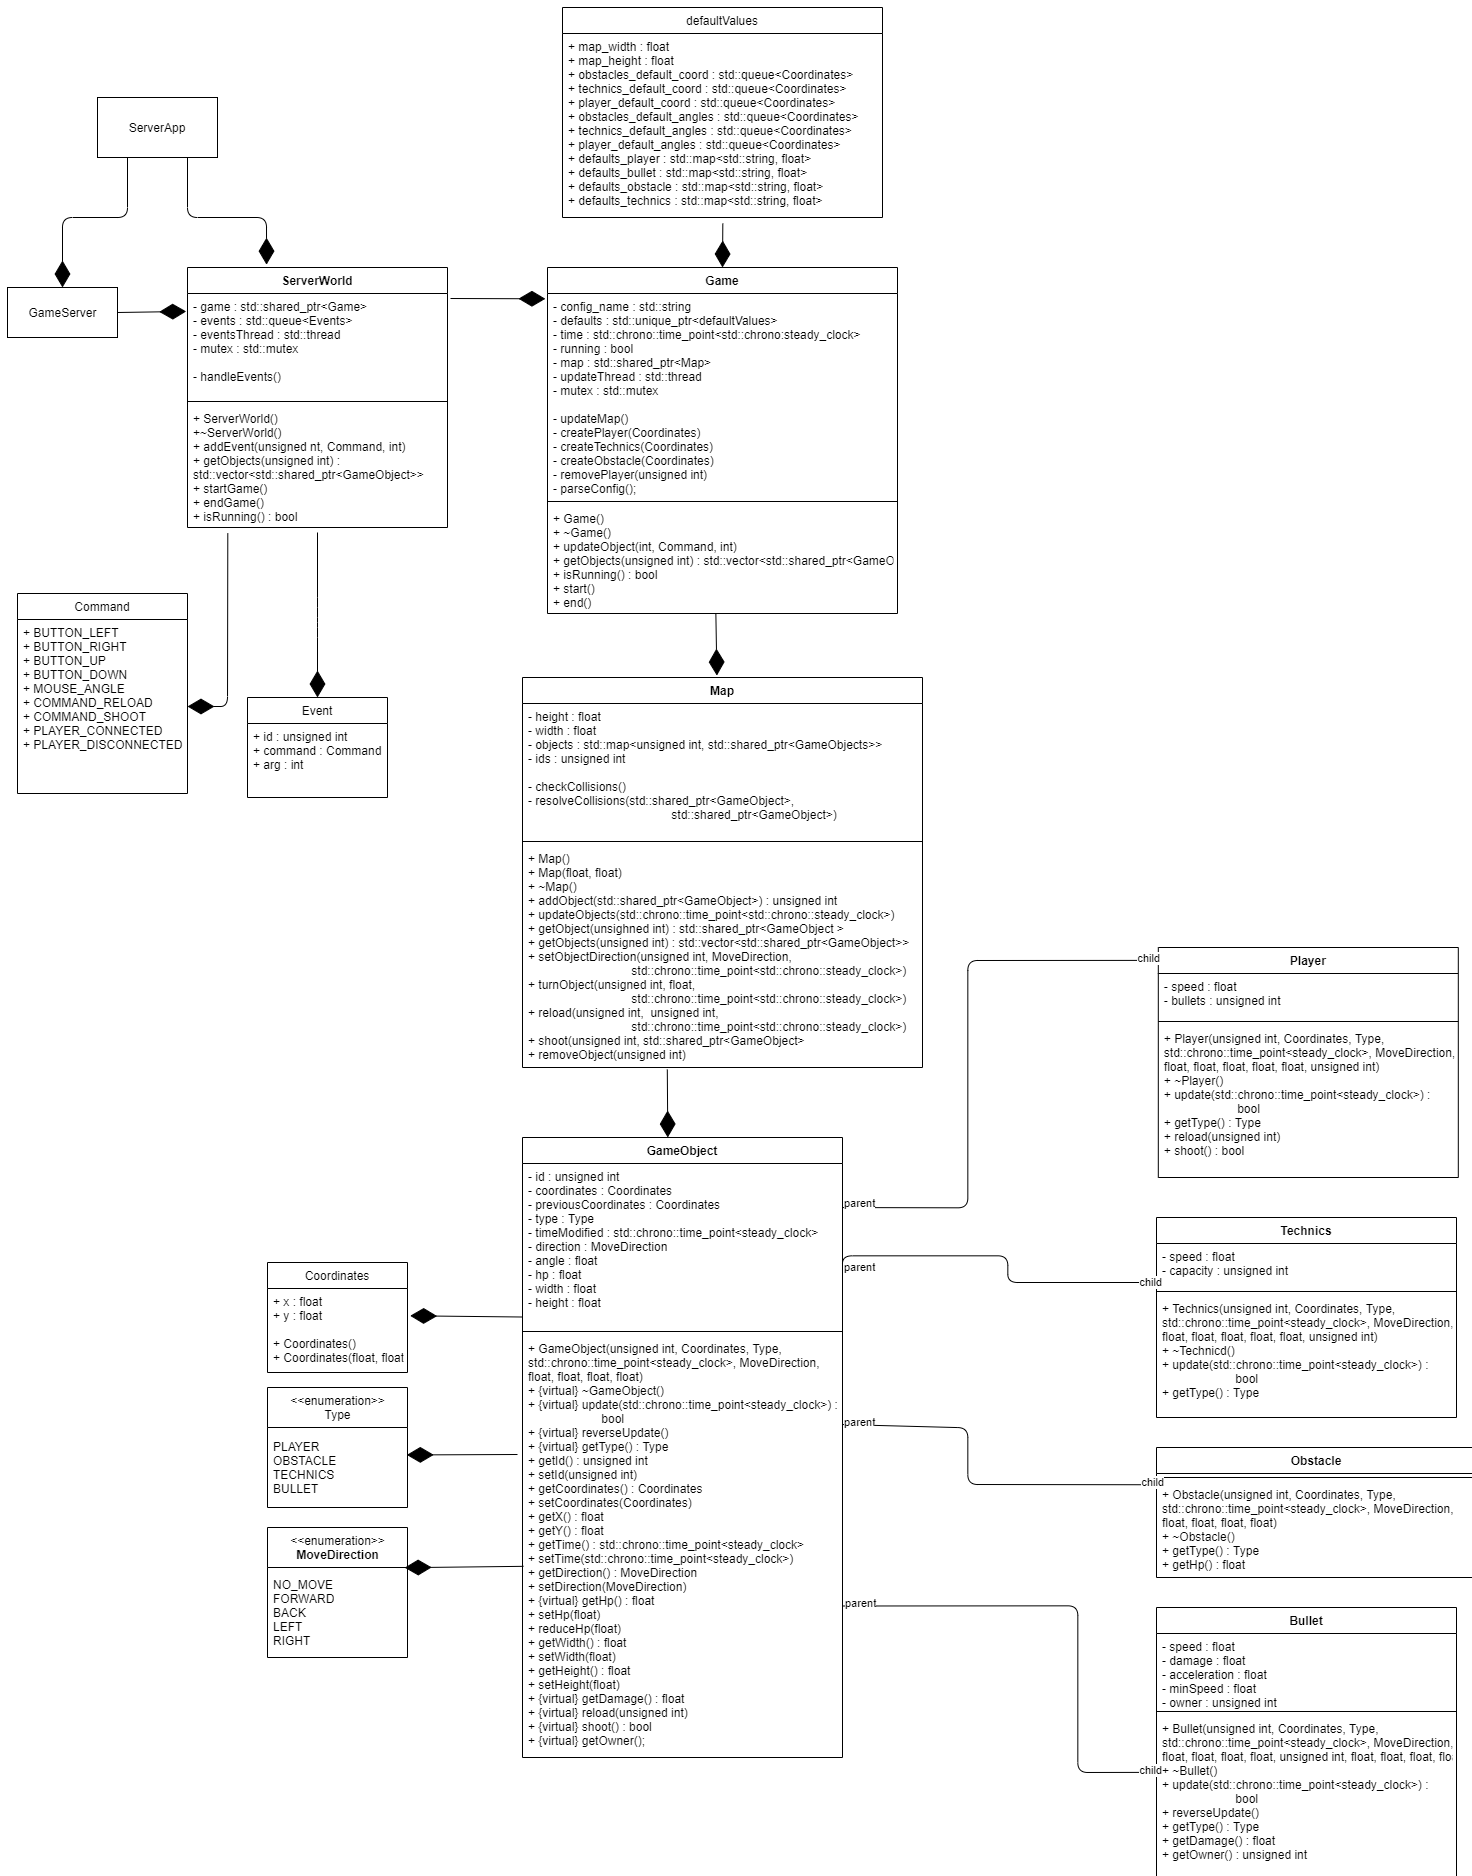 defaultValues
+ map_width : float
+ map_height : float
+ obstacles_default_coord : std::queue<Coordinates>
+ technics_default_coord : std::queue<Coordinates>
+ player_default_coord : std::queue<Coordinates>
+ obstacles_default_angles : std::queue<Coordinates>
+ technics_default_angles : std::queue<Coordinates>
+ player_default_angles : std::queue<Coordinates>
+ defaults_player : std::map<std::string, float>
+ defaults_bullet : std::map<std::string, float>
+ defaults_obstacle : std::map<std::string, float>
+ defaults_technics : std::map<std::string, float>
ServerApp
GameServer
ServerWorld
- game : std::shared_ptr<Game>
- events : std::queue<Events>
- eventsThread : std::thread
- mutex : std::mutex
- handleEvents()
+ ServerWorld()
+~ServerWorld()
+ addEvent(unsigned nt, Command, int)
+ getObjects(unsigned int) :
std::vector<std::shared_ptr<GameObject>>
+ startGame()
+ endGame()
+ isRunning() : bool
Game
- config_name : std::string
- defaults : std::unique_ptr<defaultValues>
- time : std::chrono::time_point<std::chrono:steady_clock>
- running : bool
- map : std::shared_ptr<Map>
- updateThread : std::thread
- mutex : std::mutex
- updateMap()
- createPlayer(Coordinates)
- createTechnics(Coordinates)
- createObstacle(Coordinates)
- removePlayer(unsigned int)
- parseConfig();
+ Game()
+ ~Game()
+ updateObject(int, Command, int)
+ getObjects(unsigned int) : std::vector<std::shared_ptr<GameO
+ isRunning() : bool
+ start()
+ end()
Command
+ BUTTON_LEFT
+ BUTTON_RIGHT
+ BUTTON_UP
+ BUTTON_DOWN
+ MOUSE_ANGLE
+ COMMAND_RELOAD
+ COMMAND_SHOOT
+ PLAYER_CONNECTED
+ PLAYER_DISCONNECTED
Event
+ id : unsigned int
+ command : Command
+ arg : int
Map
- height : float
- width : float
- objects : std::map<unsigned int, std::shared_ptr<GameObjects>>
- ids : unsigned int
- checkCollisions()
- resolveCollisions(std::shared_ptr<GameObject>,
std::shared_ptr<GameObject>)
+ Map()
+ Map(float, float)
+ ~Map()
+ addObject(std::shared_ptr<GameObject>) : unsigned int
+ updateObjects(std::chrono::time_point<std::chrono::steady_clock>)
+ getObject(unsighned int) : std::shared_ptr<GameObject >
+ getObjects(unsigned int) : std::vector<std::shared_ptr<GameObject>>
+ setObjectDirection(unsigned int, MoveDirection,
std::chrono::time_point<std::chrono::steady_clock>)
+ turnObject(unsigned int, float,
std::chrono::time_point<std::chrono::steady_clock>)
+ reload(unsigned int,  unsigned int,
std::chrono::time_point<std::chrono::steady_clock>)
+ shoot(unsigned int, std::shared_ptr<GameObject>
+ removeObject(unsigned int)
GameObject
- id : unsigned int
- coordinates : Coordinates
- previousCoordinates : Coordinates
- type : Type
- timeModified : std::chrono::time_point<steady_clock>
- direction : MoveDirection
- angle : float
- hp : float
- width : float
- height : float
+ GameObject(unsigned int, Coordinates, Type,
std::chrono::time_point<steady_clock>, MoveDirection,
float, float, float, float)
+ {virtual} ~GameObject()
+ {virtual} update(std::chrono::time_point<steady_clock>) :
bool
+ {virtual} reverseUpdate()
+ {virtual} getType() : Type
+ getId() : unsigned int
+ setId(unsigned int)
+ getCoordinates() : Coordinates
+ setCoordinates(Coordinates)
+ getX() : float
+ getY() : float
+ getTime() : std::chrono::time_point<steady_clock>
+ setTime(std::chrono::time_point<steady_clock>)
+ getDirection() : MoveDirection
+ setDirection(MoveDirection)
+ {virtual} getHp() : float
+ setHp(float)
+ reduceHp(float)
+ getWidth() : float
+ setWidth(float)
+ getHeight() : float
+ setHeight(float)
+ {virtual} getDamage() : float
+ {virtual} reload(unsigned int)
+ {virtual} shoot() : bool
+ {virtual} getOwner();
Coordinates
+ x : float
+ y : float
+ Coordinates()
+ Coordinates(float, float
<<enumeration>>
Type
PLAYER
OBSTACLE
TECHNICS
BULLET
<<enumeration>>
MoveDirection
NO_MOVE
FORWARD
BACK
LEFT
RIGHT
parent
child
Player
- speed : float
- bullets : unsigned int
+ Player(unsigned int, Coordinates, Type,
std::chrono::time_point<steady_clock>, MoveDirection,
float, float, float, float, float, unsigned int)
+ ~Player()
+ update(std::chrono::time_point<steady_clock>) :
bool
+ getType() : Type
+ reload(unsigned int)
+ shoot() : bool
parent
child
Technics
- speed : float
- capacity : unsigned int
+ Technics(unsigned int, Coordinates, Type,
std::chrono::time_point<steady_clock>, MoveDirection,
float, float, float, float, float, unsigned int)
+ ~Technicd()
+ update(std::chrono::time_point<steady_clock>) :
bool
+ getType() : Type
parent
child
Obstacle
+ Obstacle(unsigned int, Coordinates, Type,
std::chrono::time_point<steady_clock>, MoveDirection,
float, float, float, float)
+ ~Obstacle()
+ getType() : Type
+ getHp() : float
parent
child
Bullet
- speed : float
- damage : float
- acceleration : float
- minSpeed : float
- owner : unsigned int
+ Bullet(unsigned int, Coordinates, Type,
std::chrono::time_point<steady_clock>, MoveDirection,
float, float, float, float, unsigned int, float, float, float, flo
+ ~Bullet()
+ update(std::chrono::time_point<steady_clock>) :
bool
+ reverseUpdate()
+ getType() : Type
+ getDamage() : float
+ getOwner() : unsigned int